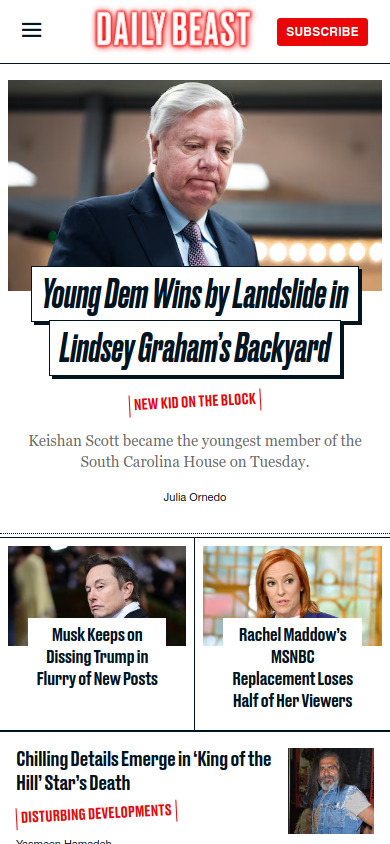 DAILY BEAST
SUBSCRIBE
Young Dem Wins by Landslide in
Lindsey Graham's Backyard
NEW KID ON THE BLOCK
Keishan Scott became the youngest member of the
South Carolina House on Tuesday.
Julia Ornedo
Musk Keeps on
Dissing Trump in
Flurry of New Posts
Rachel Maddow's
MSNBC
Replacement Loses
Half of Her Viewers
Chilling Details Emerge in ‘King of the
Hill’ Star's Death
DISTURBING DEVELOPMENTS
Yasmeen Hamadeh